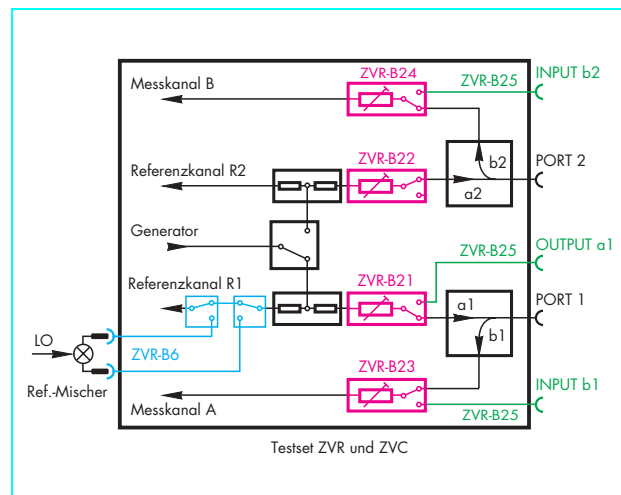 ZVR-B24
ZVR-B25
INPUT b2
Messkanal B
b2
PORT 2
Referenzkanal R2
ZVR-B22
a2
Generator
ZVR-B25
OUTPUT a1
Referenzkanal R1
ZVR-B21
a1
PORT 1
LO
ZVR-B6
b1
Ref.-Mischer
ZVR-B23
INPUT b1
Messkanal A
ZVR-B25
Testset ZVR und ZVC